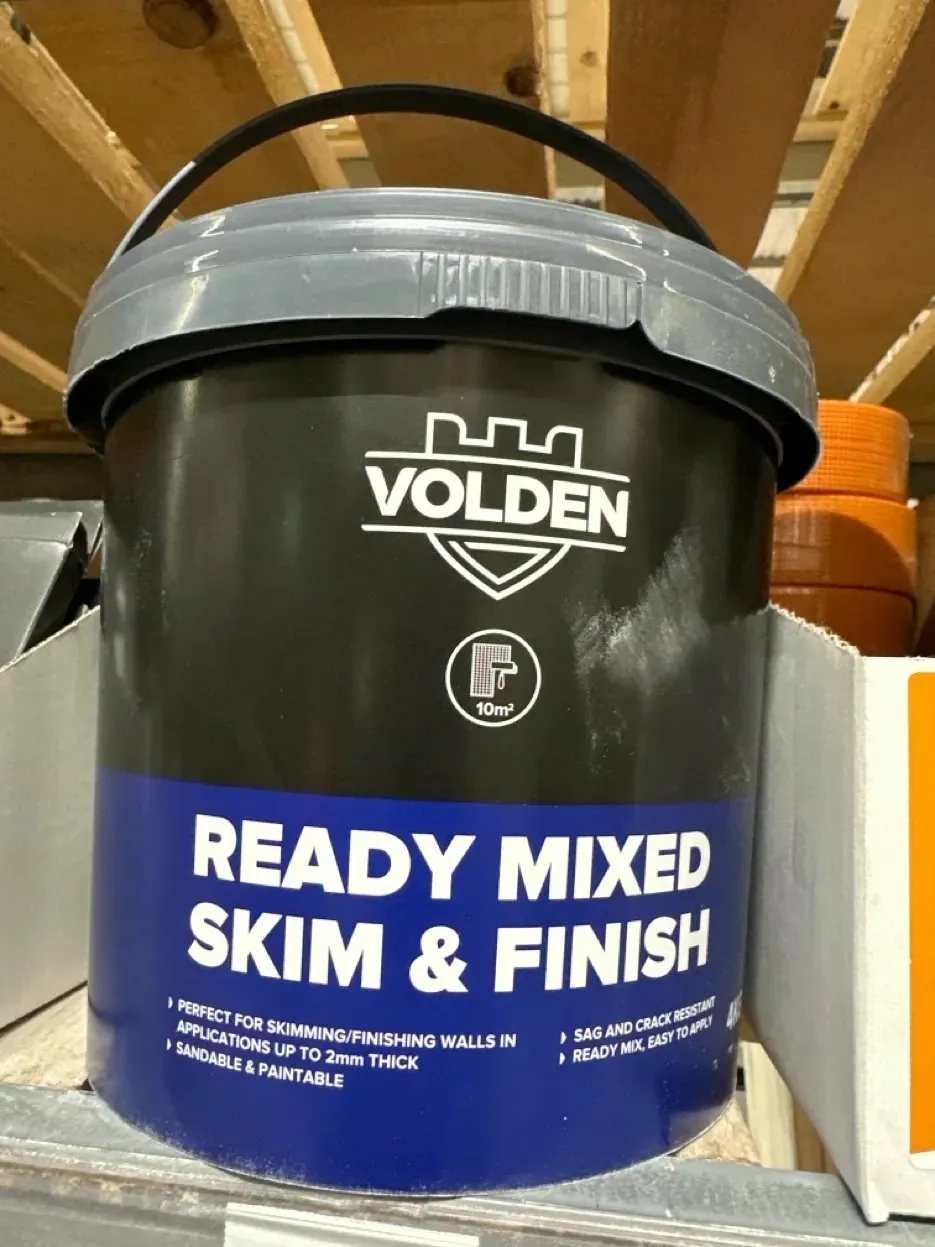 VOLDEN
10m²
READY MIXED
SKIM & FINISH
PERFECT FOR SKIMMING/FINISHING WALLS IN
APPLICATIONS UP TO 2mm THICK
SANDABLE & PAINTABLE
SAG AND CRACK RESISTANT
READY MIX, EASY TO APPLY